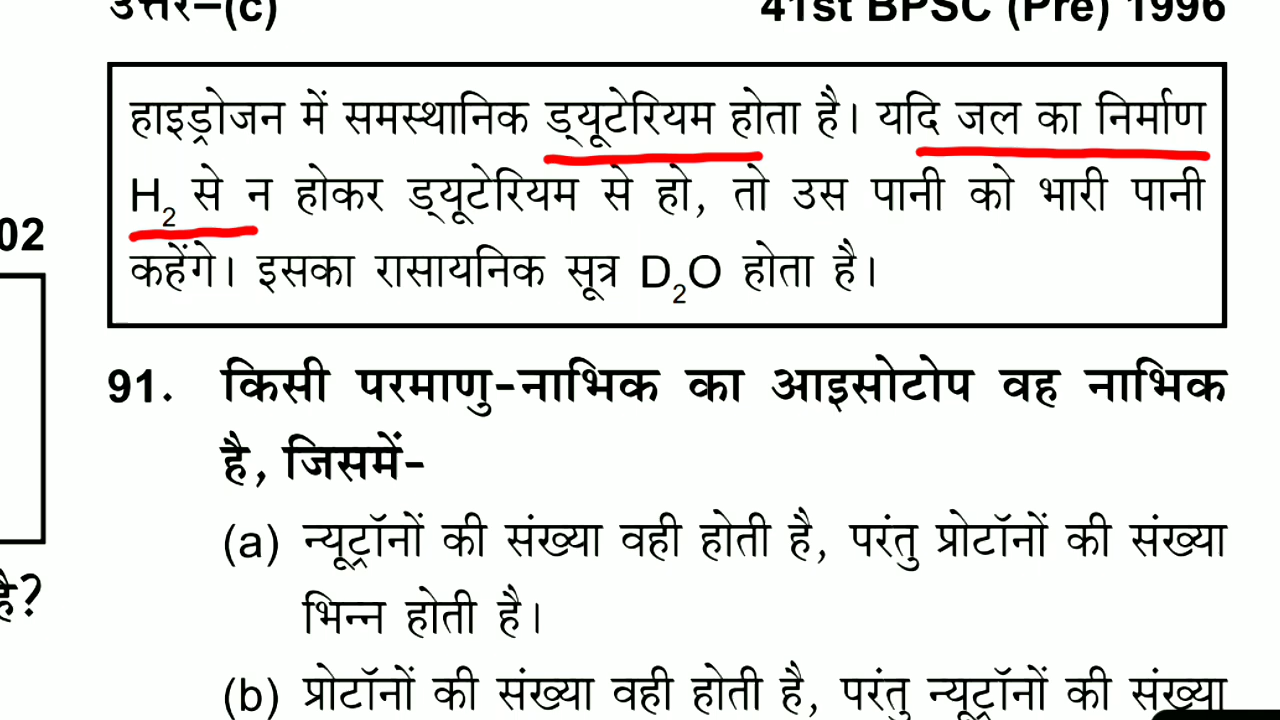 उत्तर–(c) 41st BPSC (Pre) 1996
हाइड्रोजन में समस्थानिक ड्यूटेरियम होता है। यदि जल का निर्माण
H₂ से न होकर ड्यूटेरियम से हो, तो उस पानी को भारी पानी
कहेंगे। इसका रासायनिक सूत्र D₂O होता है।
02
है?
91. किसी परमाणु-नाभिक का आइसोटोप वह नाभिक
है, जिसमें-
(a) न्यूट्रॉनों की संख्या वही होती है, परंतु प्रोटॉनों की संख्या
भिन्न होती है।
(b) प्रोटॉनों की संख्या वही होती है, परंतु न्यूट्रॉनों की संख्या